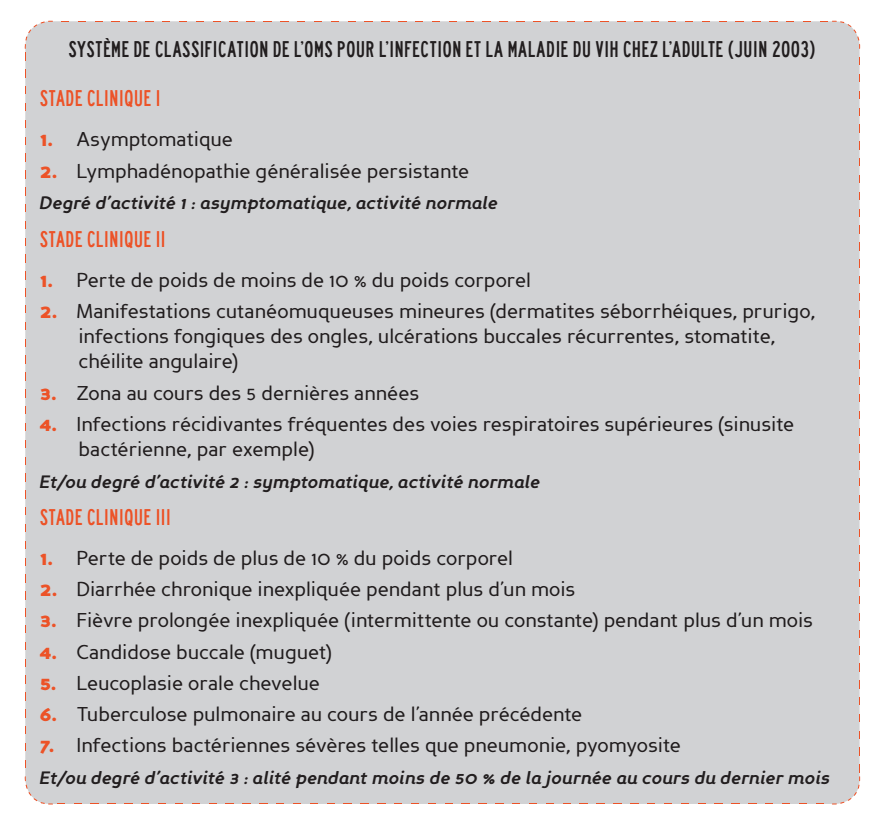 SYSTÈME DE CLASSIFICATION DE L'OMS POUR L'INFECTION ET LA MALADIE DU VIH CHEZ L'ADULTE (JUIN 2003)
STADE CLINIQUE I
1. Asymptomatique
2. Lymphadénopathie généralisée persistante
Degré d'activité 1 : asymptomatique, activité normale
STADE CLINIQUE II
1. Perte de poids de moins de 10 % du poids corporel
2. Manifestations cutanéomuqueuses mineures (dermatites séborrhéiques, prurigo,
infections fongiques des ongles, ulcérations buccales récurrentes, stomatite,
chéilite angulaire)
3. Zona au cours des 5 dernières années
4. Infections récidivantes fréquentes des voies respiratoires supérieures (sinusite
bactérienne, par exemple)
Et/ou degré d'activité 2 : symptomatique, activité normale
STADE CLINIQUE III
1. Perte de poids de plus de 10 % du poids corporel
2. Diarrhée chronique inexpliquée pendant plus d'un mois
3. Fièvre prolongée inexpliquée (intermittente ou constante) pendant plus d'un mois
4. Candidose buccale (muguet)
5. Leucoplasie orale chevelue
6. Tuberculose pulmonaire au cours de l'année précédente
7. Infections bactériennes sévères telles que pneumonie, pyomyosite
Et/ou degré d'activité 3 : alité pendant moins de 50 % de la journée au cours du dernier mois